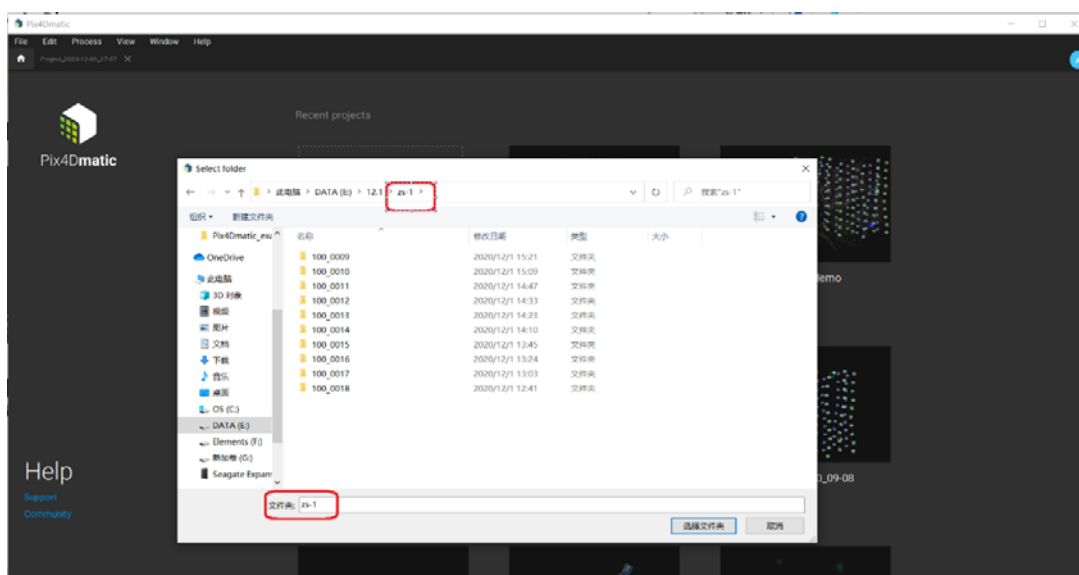 Pix4Dmatic
File Edit Process View Window Help
Project_2020-12-09_17-07
Recent projects
Pix4Dmatic
Select folder
此电脑 > DATA (E:) > 12.1 > zs-1 >
搜索"zs-1"
组织 新建文件夹
Pix4Dmatic_exa
名称 修改日期 类型 大小
OneDrive
此电脑
3D 对象
视频
图片
文档
下载
音乐
桌面
OS (C:)
DATA (E:)
Elements (F:)
新加卷 (G:)
Seagate Expan
100_0009 2020/12/1 15:21 文件夹
100_0010 2020/12/1 15:09 文件夹
100_0011 2020/12/1 14:47 文件夹
100_0012 2020/12/1 14:33 文件夹
100_0013 2020/12/1 14:23 文件夹
100_0014 2020/12/1 14:10 文件夹
100_0015 2020/12/1 13:45 文件夹
100_0016 2020/12/1 13:24 文件夹
100_0017 2020/12/1 13:03 文件夹
100_0018 2020/12/1 12:41 文件夹
emo
0_09-08
文件夹: zs-1
选择文件夹 取消
Help
Support
Community